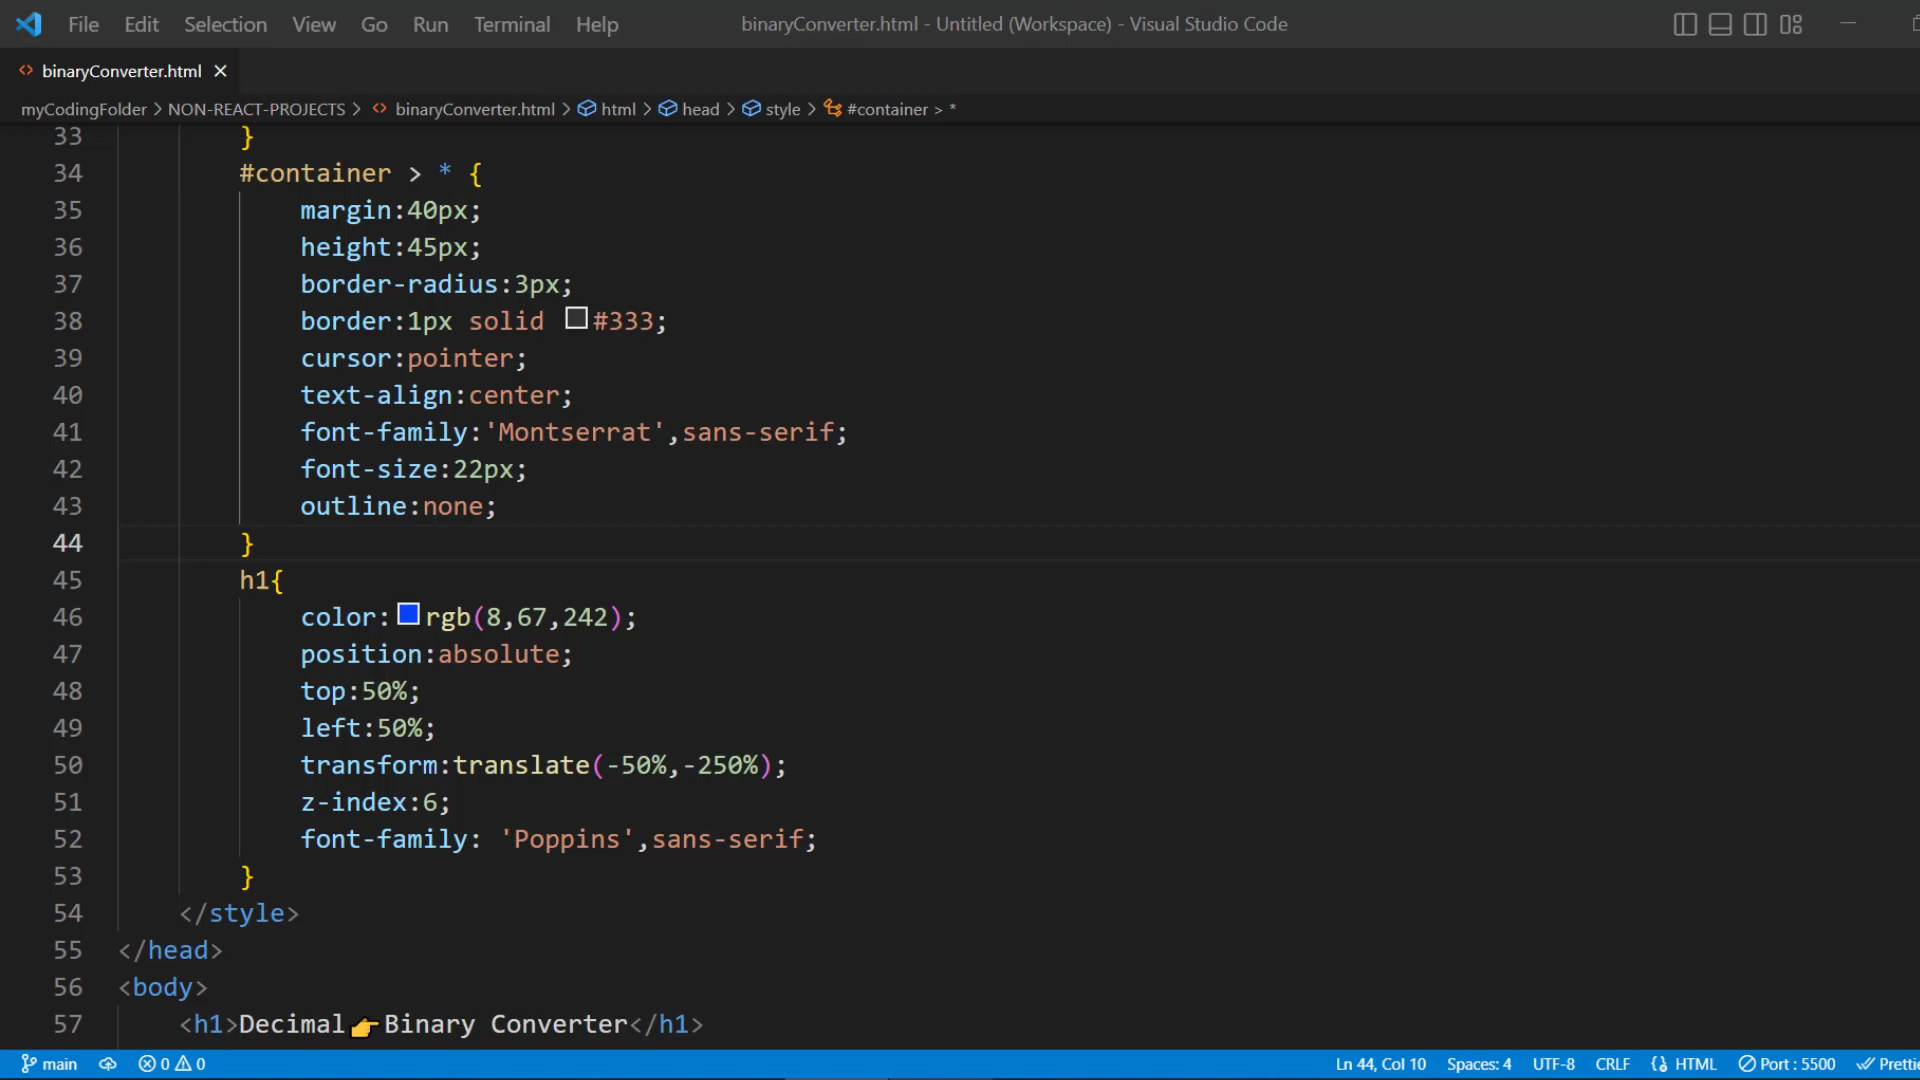 File Edit Selection View Go Run Terminal Help binaryConverter.html - Untitled (Workspace) - Visual Studio Code
binaryConverter.html
myCodingFolder > NON-REACT-PROJECTS > binaryConverter.html > html > head > style > #container > *
33 }
34 #container > * {
35 margin:40px;
36 height:45px;
37 border-radius:3px;
38 border:1px solid #333;
39 cursor:pointer;
40 text-align:center;
41 font-family:'Montserrat',sans-serif;
42 font-size:22px;
43 outline:none;
44 }
45 h1{
46 color:rgb(8,67,242);
47 position:absolute;
48 top:50%;
49 left:50%;
50 transform:translate(-50%,-250%);
51 z-index:6;
52 font-family: 'Poppins',sans-serif;
53 }
54 </style>
55 </head>
56 <body>
57 <h1>Decimal👉Binary Converter</h1>
main 0 0 Ln 44, Col 10 Spaces: 4 UTF-8 CRLF HTML Port : 5500